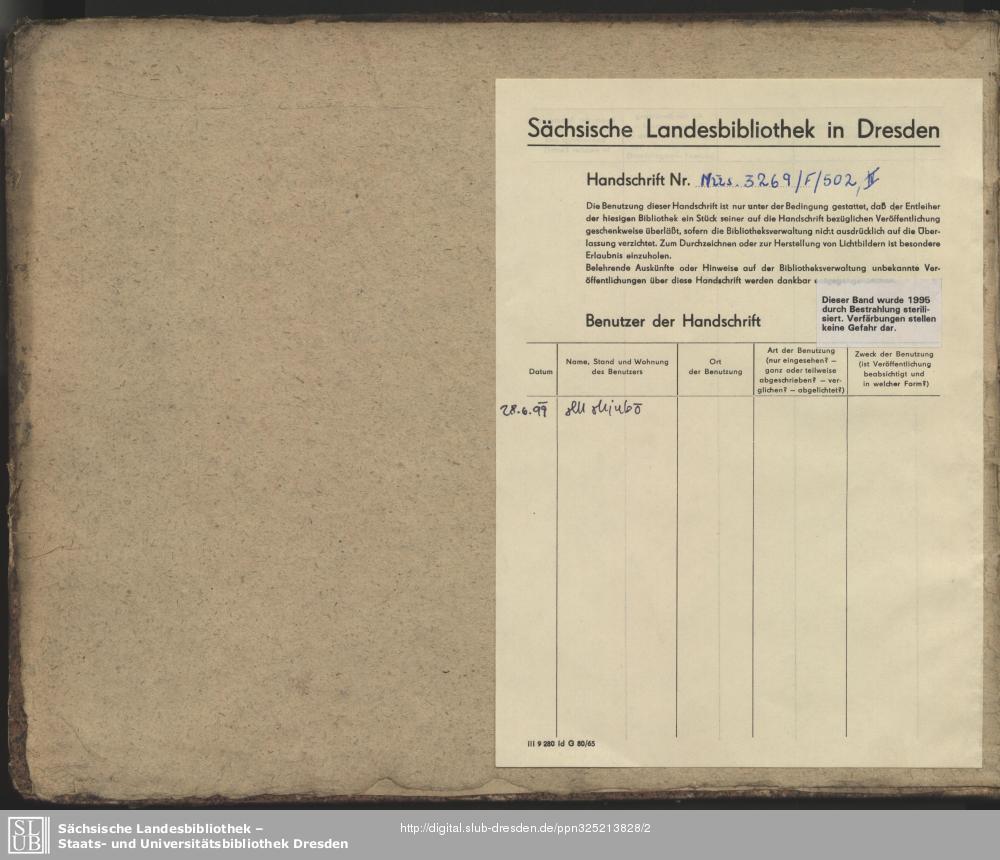 Sächsische Landesbibliothek in Dresden
Handschrift Nr. Mus. 3269/F/502, II
Die Benutzung dieser Handschrift ist nur unter der Bedingung gestattet, daß der Entleiher
der hiesigen Bibliothek ein Stück seiner auf die Handschrift bezüglichen Veröffentlichung
geschenkweise überläßt, sofern die Bibliotheksverwaltung nicht ausdrücklich auf die Über-
lassung verzichtet. Zum Durchzeichnen oder zur Herstellung von Lichtbildern ist besondere
Erlaubnis einzuholen.
Belehrende Auskünfte oder Hinweise auf der Bibliotheksverwaltung unbekannte Ver-
öffentlichungen über diese Handschrift werden dankbar
Dieser Band wurde 1995
durch Bestrahlung sterili-
siert. Verfärbungen stellen
keine Gefahr dar.
Benutzer der Handschrift
Datum
Name, Stand und Wohnung
des Benutzers
Ort
der Benutzung
Art der Benutzung
(nur eingesehen? –
ganz oder teilweise
abgeschrieben? – ver-
glichen? – abgelichtet?)
Zweck der Benutzung
(ist Veröffentlichung
beabsichtigt und
in welcher Form?)
28.6.99
III 9 280 Id G 80/65
SLUB
Sächsische Landesbibliothek –
Staats- und Universitätsbibliothek Dresden
http://digital.slub-dresden.de/ppn325213828/2